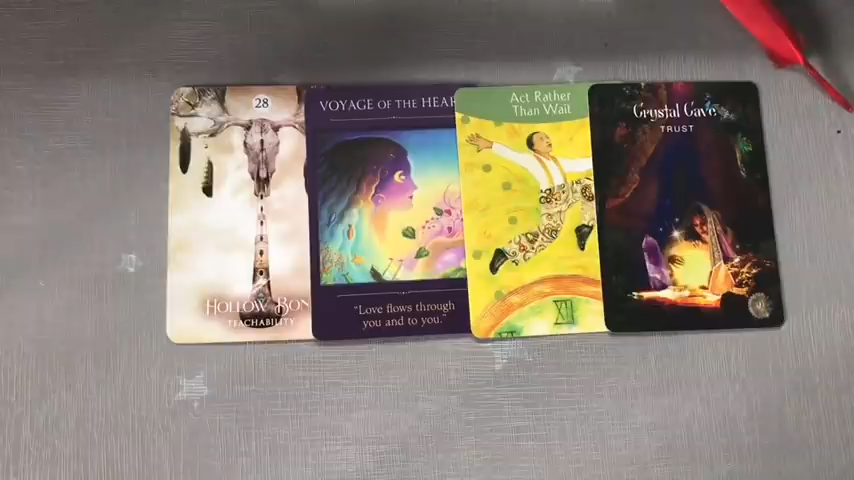 28
HOLLOW BON
TEACHABILITY
VOYAGE OF THE HEAR
"Love flows through
you and to you."
Act Rather
Than Wait
XII
Crystal Cave
TRUST